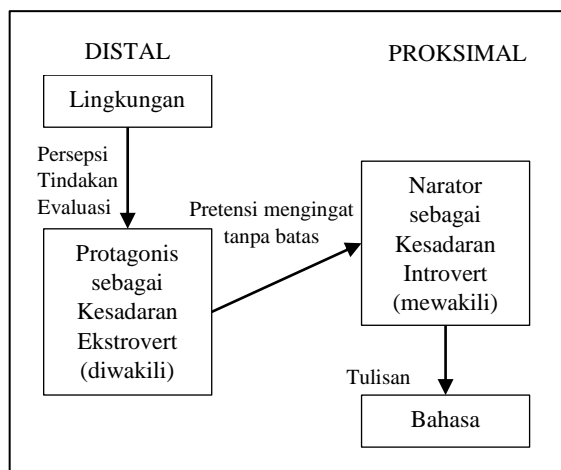 DISTAL
PROKSIMAL
Lingkungan
Persepsi
Tindakan
Evaluasi
Protagonis
sebagai
Kesadaran
Ekstrovert
(diwakili)
Pretensi mengingat
tanpa batas
Narator
sebagai
Kesadaran
Introvert
(mewakili)
Tulisan
Bahasa